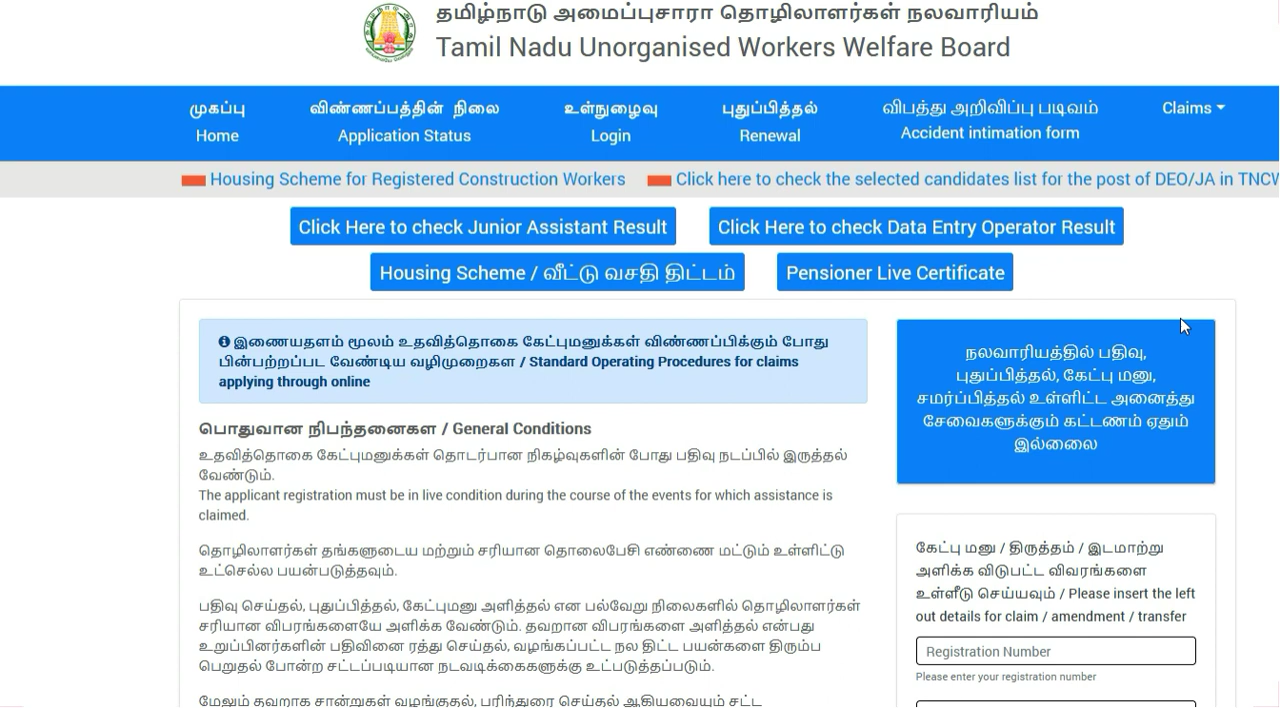 தமிழ்நாடு அமைப்புசாரா தொழிலாளர்கள் நலவாரியம்
Tamil Nadu Unorganised Workers Welfare Board
முகப்பு
Home
விண்ணப்பத்தின் நிலை
Application Status
உள்நுழைவு
Login
புதுப்பித்தல்
Renewal
விபத்து அறிவிப்பு படிவம்
Accident intimation form
Claims
Housing Scheme for Registered Construction Workers
Click here to check the selected candidates list for the post of DEO/JA in TNCW
Click Here to check Junior Assistant Result
Click Here to check Data Entry Operator Result
Housing Scheme / வீட்டு வசதி திட்டம்
Pensioner Live Certificate
இணையதளம் மூலம் உதவித்தொகை கேட்புமனுக்கள் விண்ணப்பிக்கும் போது
பின்பற்றப்பட வேண்டிய வழிமுறைகள / Standard Operating Procedures for claims
applying through online
பொதுவான நிபந்தனைகள / General Conditions
உதவித்தொகை கேட்புமனுக்கள் தொடர்பான நிகழ்வுகளின் போது பதிவு நடப்பில் இருத்தல்
வேண்டும்.
The applicant registration must be in live condition during the course of the events for which assistance is
claimed.
தொழிலாளர்கள் தங்களுடைய மற்றும் சரியான தொலைபேசி எண்ணை மட்டும் உள்ளிட்டு
உட்செல்ல பயன்படுத்தவும்.
பதிவு செய்தல், புதுப்பித்தல், கேட்புமனு அளித்தல் என பல்வேறு நிலைகளில் தொழிலாளர்கள்
சரியான விபரங்களையே அளிக்க வேண்டும். தவறான விபரங்களை அளித்தல் என்பது
உறுப்பினர்களின் பதிவினை ரத்து செய்தல், வழங்கப்பட்ட நல திட்ட பயன்களை திரும்ப
பெறுதல் போன்ற சட்டப்படியான நடவடிக்கைகளுக்கு உட்படுத்தப்படும்.
மேலும் தவறாக சான்றுகள் வழங்குதல், பரிந்துரை செய்தல் ஆகியவையும் சட்ட
நலவாரியத்தில் பதிவு,
புதுப்பித்தல், கேட்பு மனு,
சமர்ப்பித்தல் உள்ளிட்ட அனைத்து
சேவைகளுக்கும் கட்டணம் ஏதும்
இல்லைை
கேட்பு மனு / திருத்தம் / இடமாற்று
அளிக்க விடுபட்ட விவரங்களை
உள்ளீடு செய்யவும் / Please insert the left
out details for claim / amendment / transfer
Registration Number
Please enter your registration number